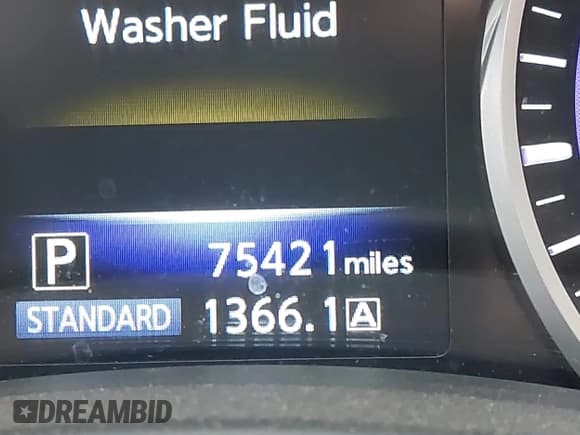 Washer Fluid
P 75421 miles
STANDARD 1366.1 A
DREAMBID